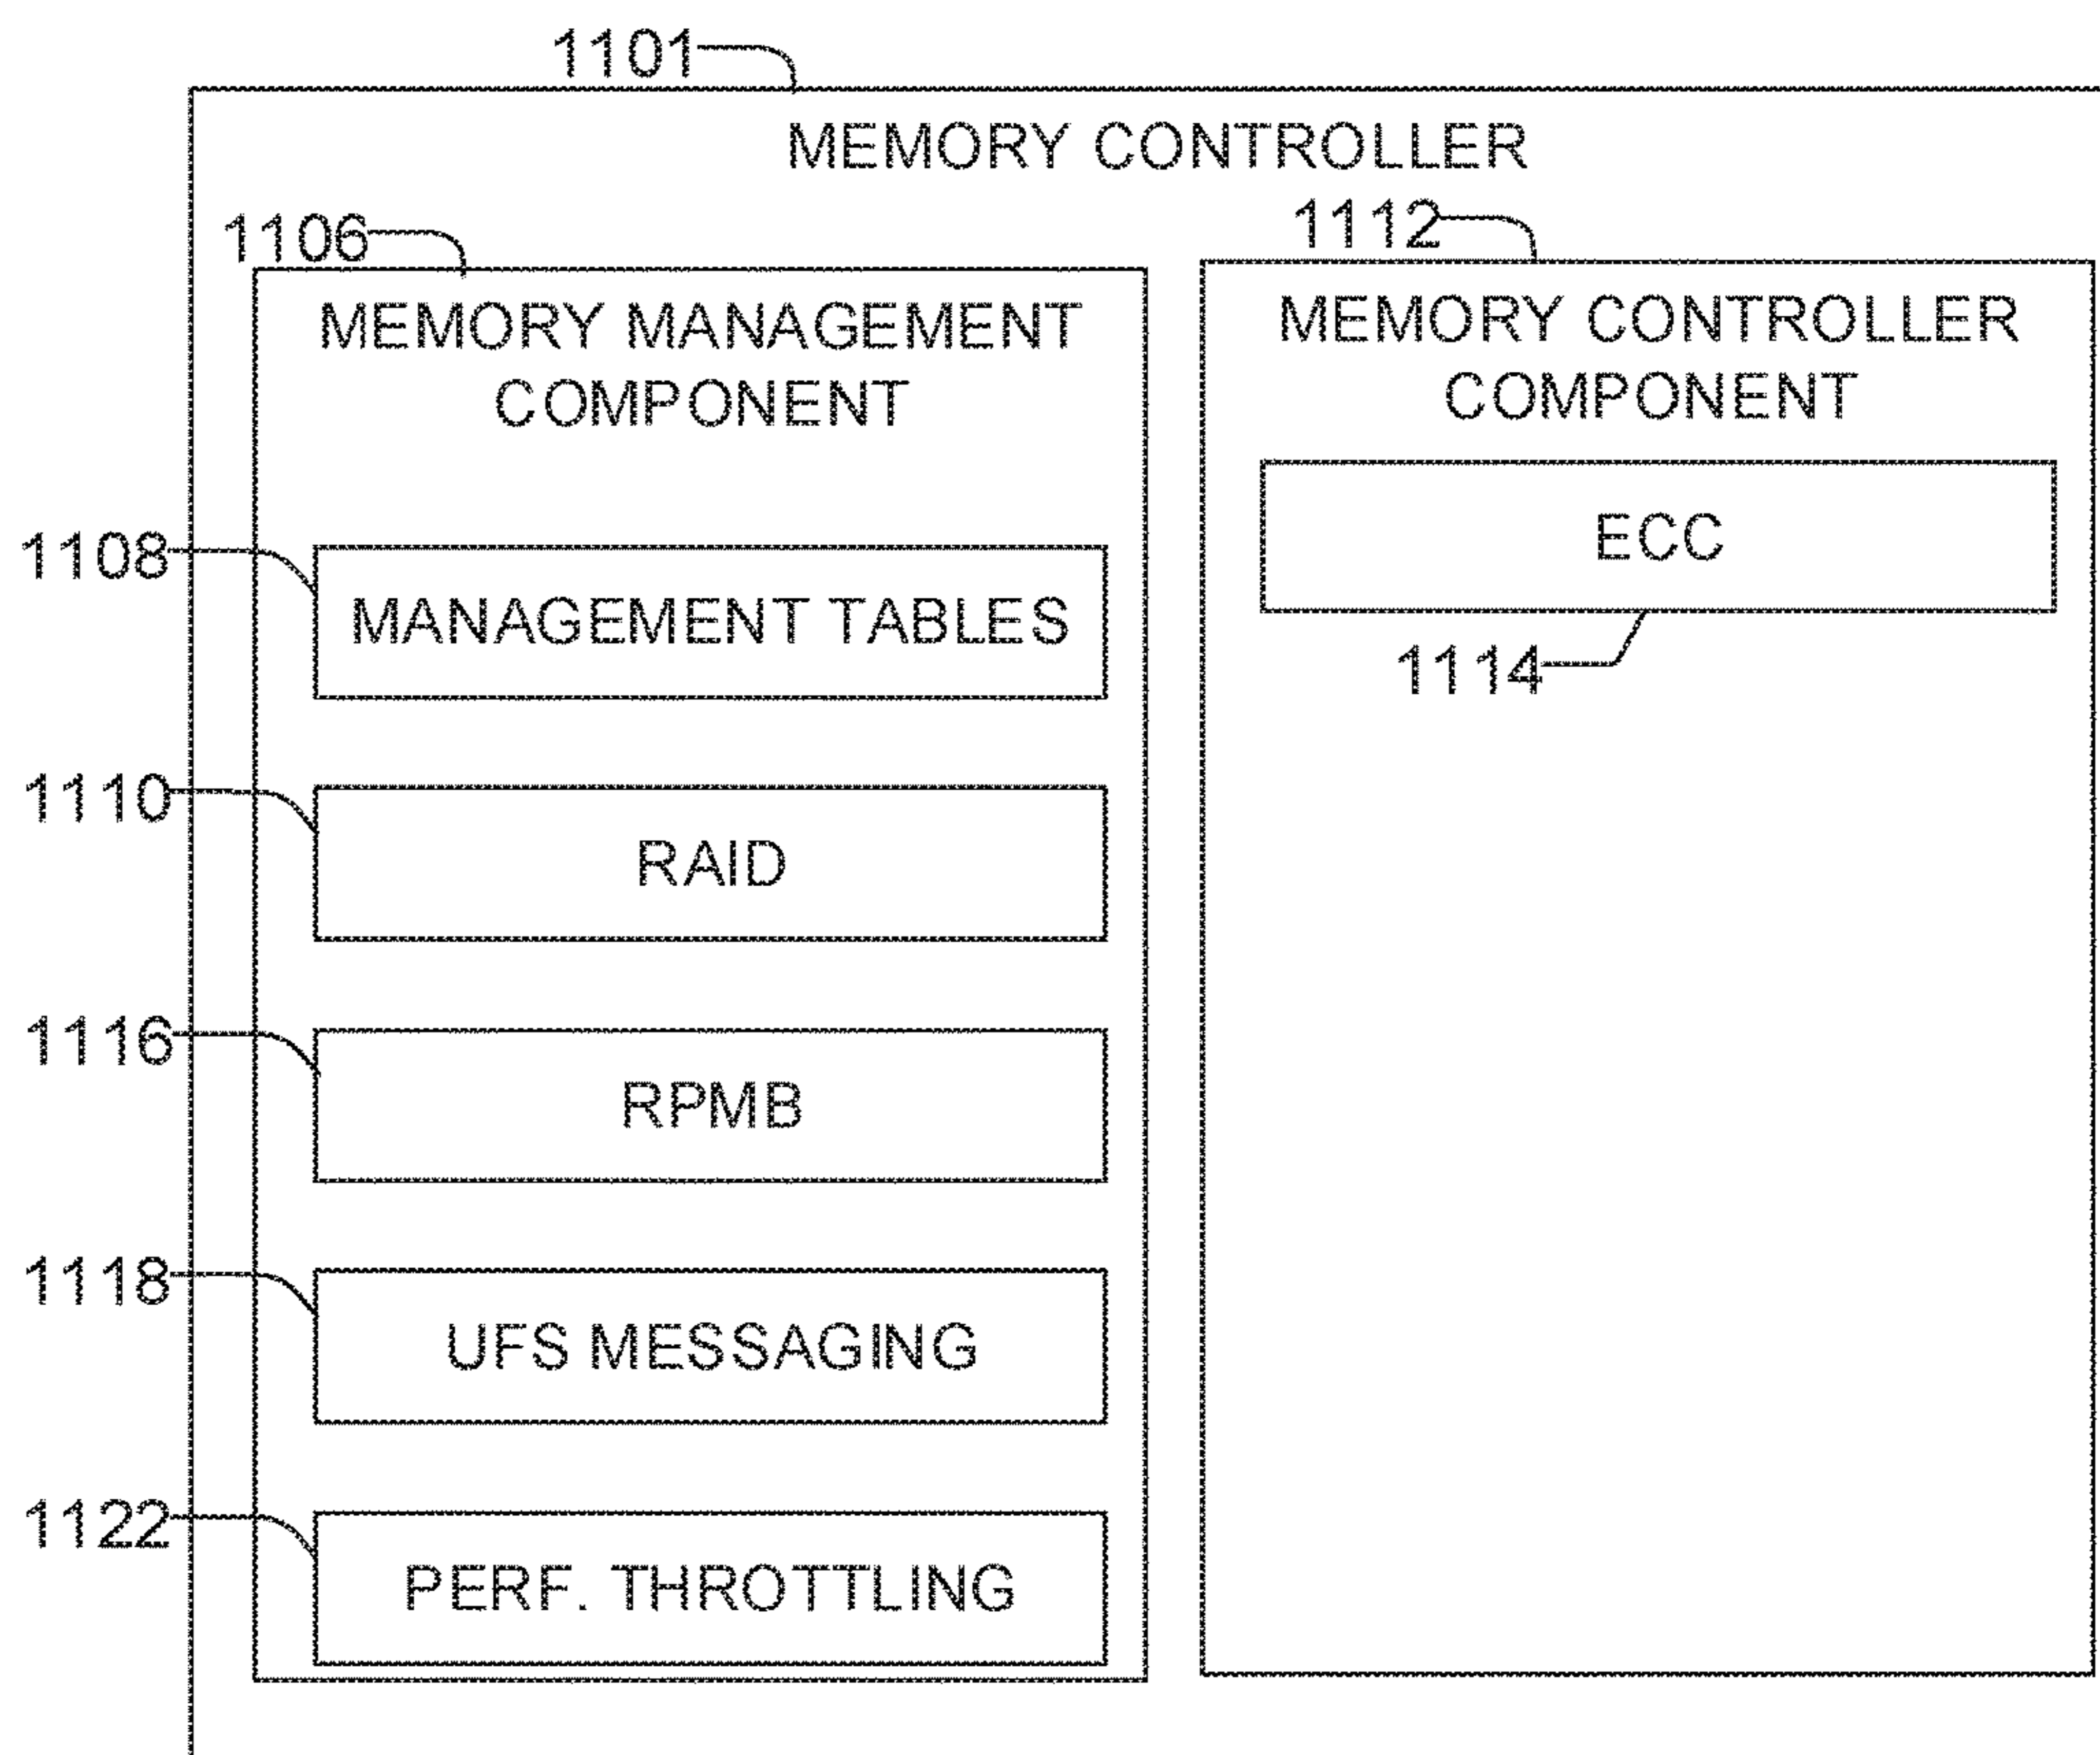 1101
MEMORY CONTROLLER
1106
MEMORY MANAGEMENT
COMPONENT
1108
MANAGEMENT TABLES
1110
RAID
1116
RPMB
1118
UFS MESSAGING
1122
PERF. THROTTLING
1112
MEMORY CONTROLLER
COMPONENT
ECC
1114